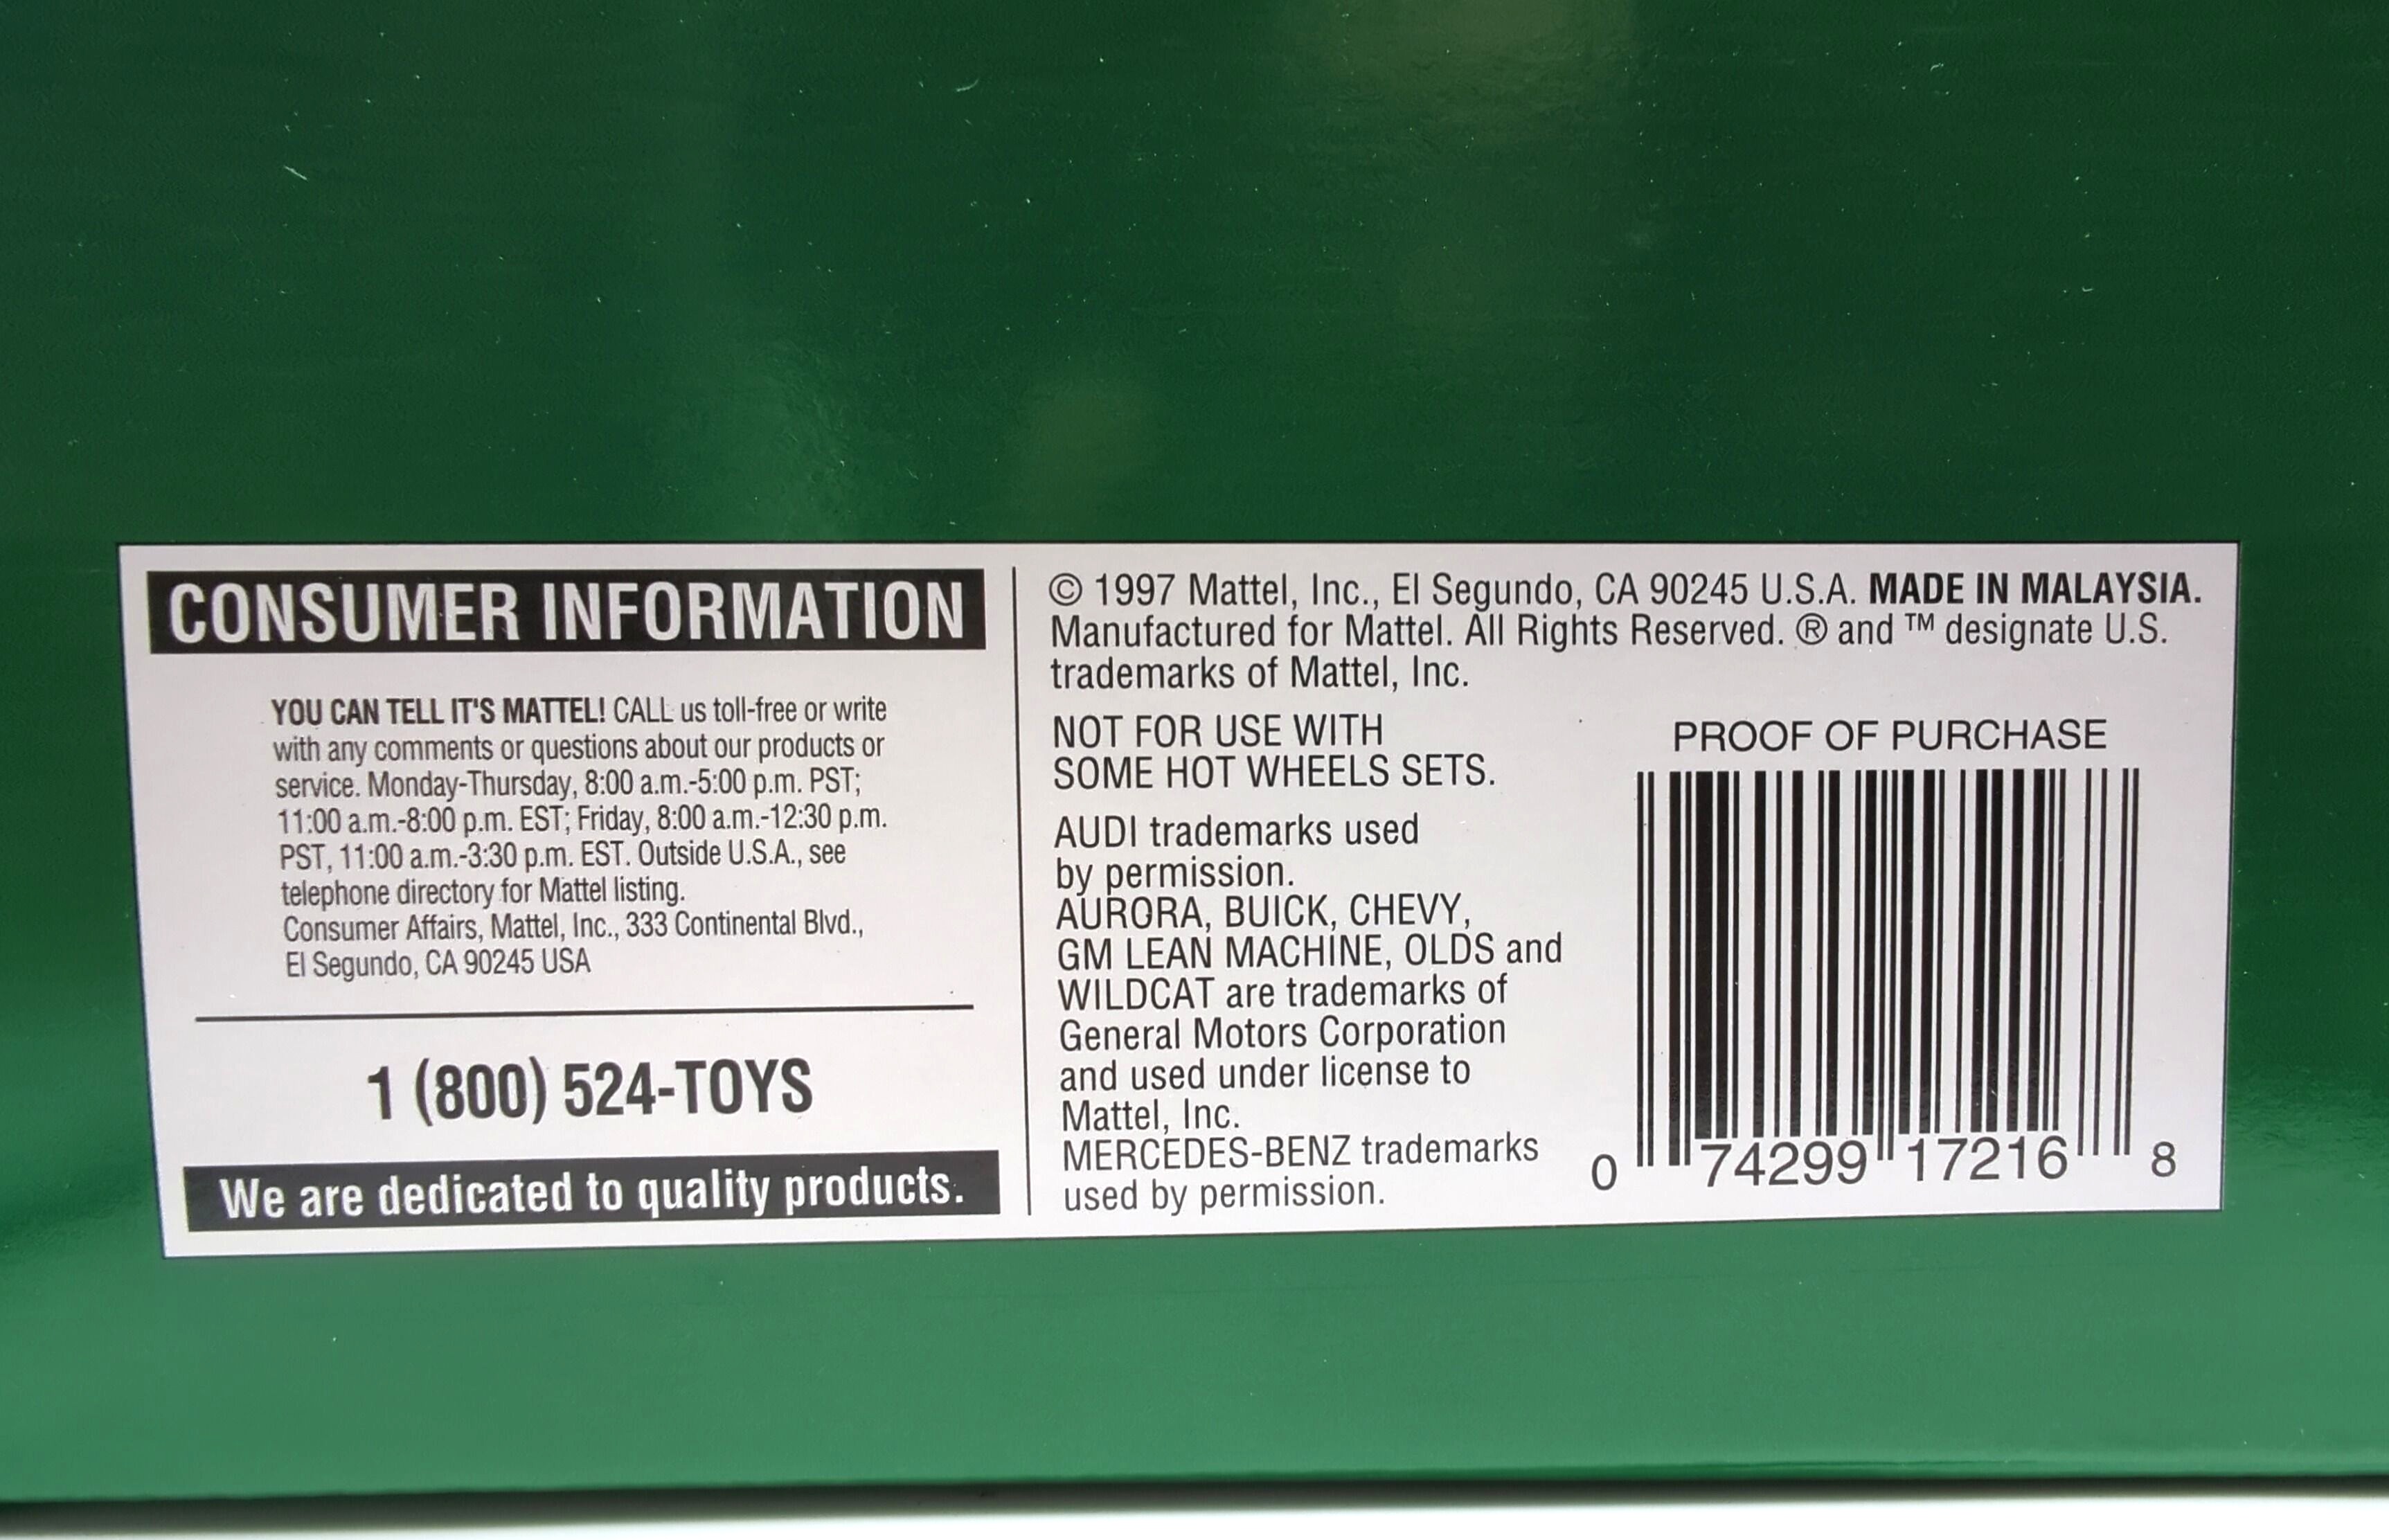 CONSUMER INFORMATION
YOU CAN TELL IT'S MATTEL! CALL us toll-free or write
with any comments or questions about our products or
service. Monday-Thursday, 8:00 a.m.-5:00 p.m. PST;
11:00 a.m.-8:00 p.m. EST; Friday, 8:00 a.m.-12:30 p.m.
PST, 11:00 a.m.-3:30 p.m. EST. Outside U.S.A., see
telephone directory for Mattel listing.
Consumer Affairs, Mattel, Inc., 333 Continental Blvd.,
El Segundo, CA 90245 USA
1 (800) 524-TOYS
We are dedicated to quality products.
© 1997 Mattel, Inc., El Segundo, CA 90245 U.S.A. MADE IN MALAYSIA.
Manufactured for Mattel. All Rights Reserved. ® and ™ designate U.S.
trademarks of Mattel, Inc.
NOT FOR USE WITH
SOME HOT WHEELS SETS.
AUDI trademarks used
by permission.
AURORA, BUICK, CHEVY,
GM LEAN MACHINE, OLDS and
WILDCAT are trademarks of
General Motors Corporation
and used under license to
Mattel, Inc.
MERCEDES-BENZ trademarks
used by permission.
PROOF OF PURCHASE
0 74299 17216 8